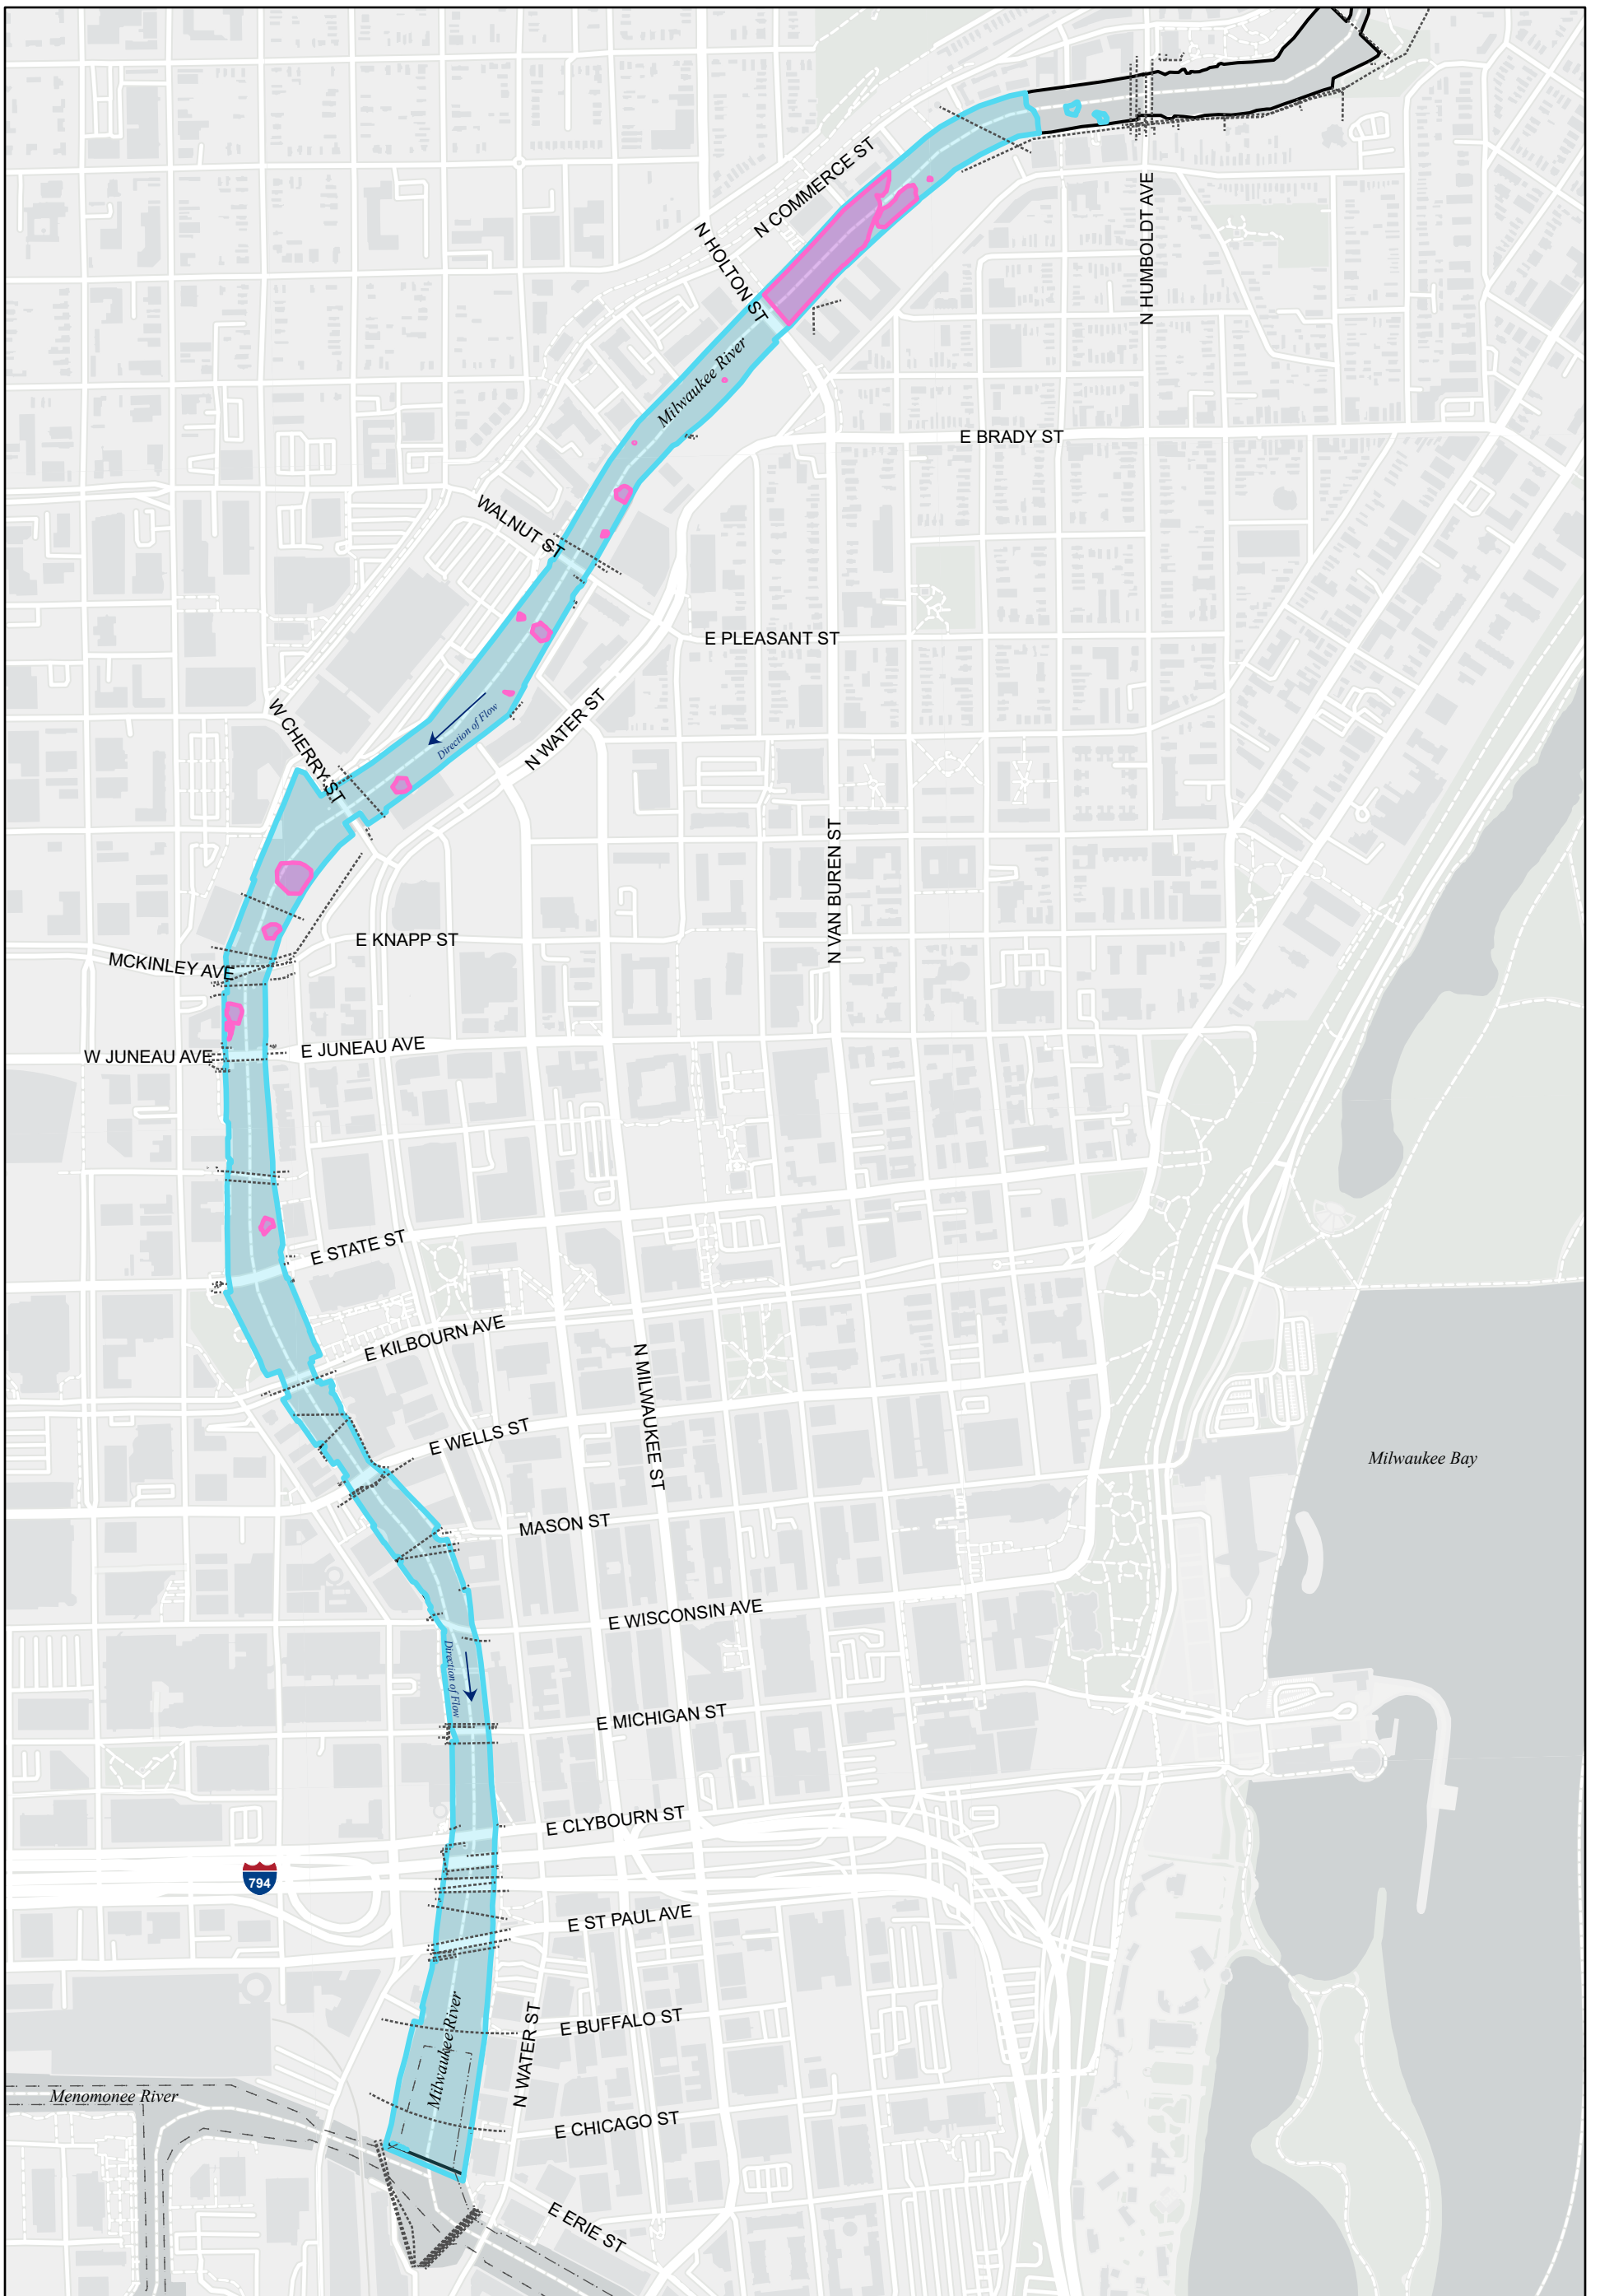 N COMMERCE ST
N HUMBOLDT AVE
N HOLTON ST
Milwaukee River
E BRADY ST
WALNUT ST
E PLEASANT ST
N WATER ST
Direction of Flow
W CHERRY ST
N VAN BUREN ST
E KNAPP ST
MCKINLEY AVE
W JUNEAU AVE
E JUNEAU AVE
E STATE ST
E KILBOURN AVE
N MILWAUKEE ST
E WELLS ST
Milwaukee Bay
MASON ST
E WISCONSIN AVE
Direction of Flow
E MICHIGAN ST
E CLYBOURN ST
794
E ST PAUL AVE
Milwaukee River
N WATER ST
E BUFFALO ST
Menomonee River
E CHICAGO ST
E ERIE ST